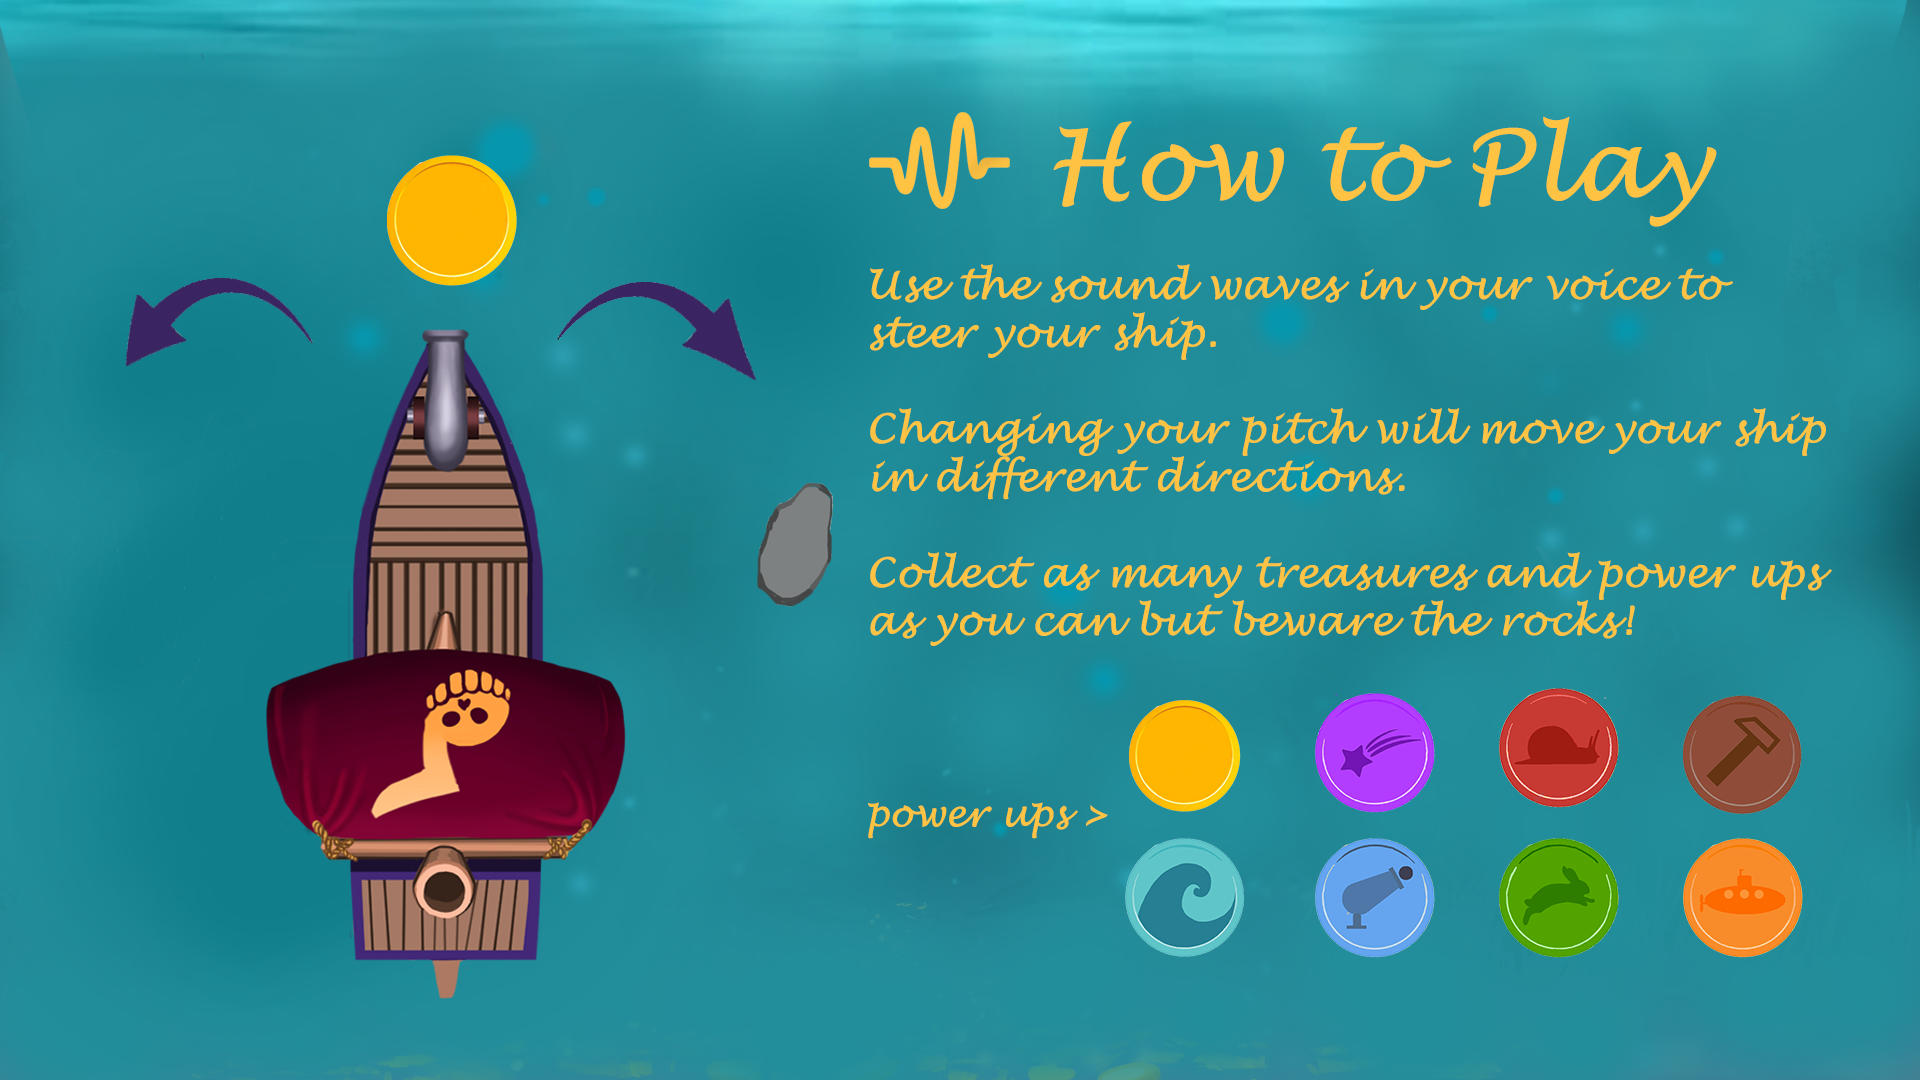 How to Play
Use the sound waves in your voice to
steer your ship.
Changing your pitch will move your ship
in different directions.
Collect as many treasures and power ups
as you can but beware the rocks!
power ups >